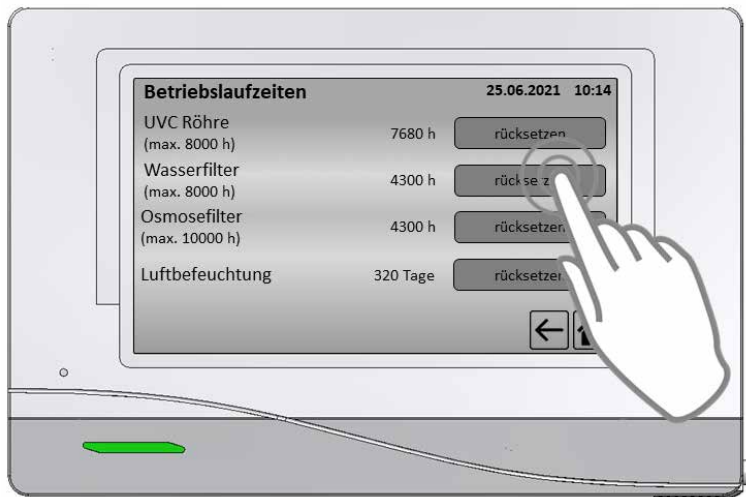 Betriebslaufzeiten 25.06.2021 10:14
UVC Röhre
(max. 8000 h) 7680 h rücksetzen
Wasserfilter
(max. 8000 h) 4300 h rücksetz
Osmosefilter
(max. 10000 h) 4300 h rücksetzen
Luftbefeuchtung 320 Tage rücksetzen